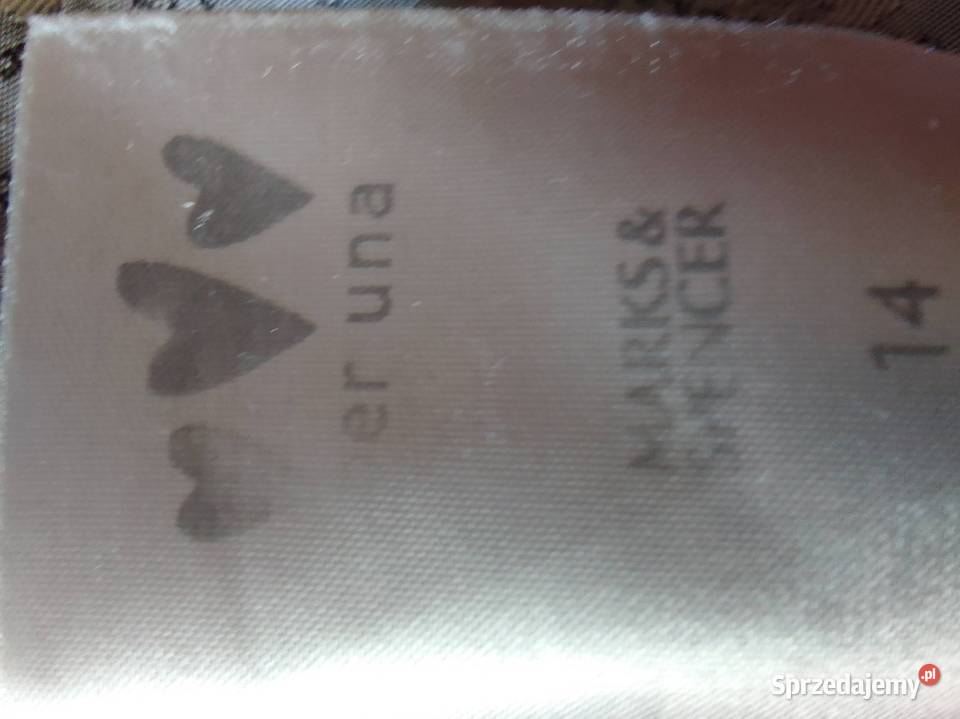 er una
MARKS&
SPENCER
14
Sprzedajemy.pl